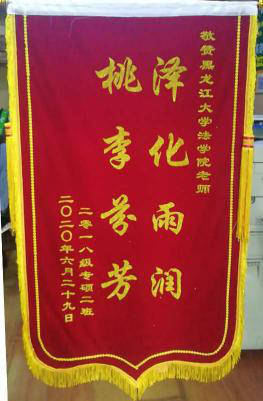 敬赞黑龙江大学法学院老师
泽化雨润
桃李芬芳
二零一八级专硕二班
二〇二〇年六月二十九日